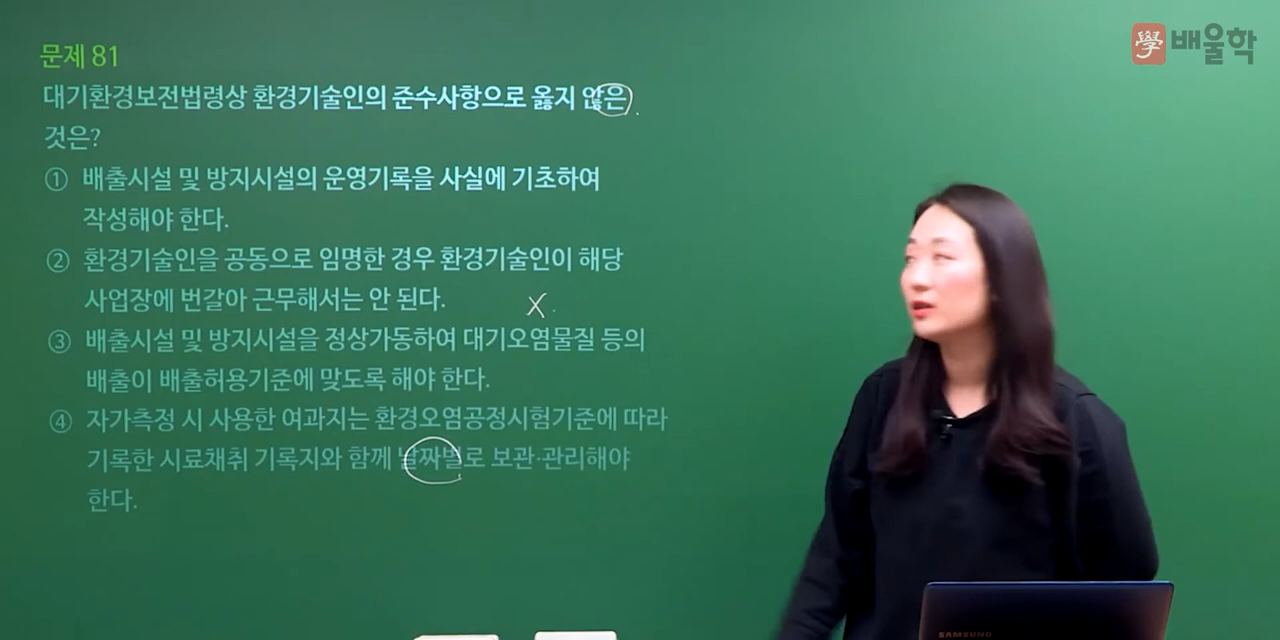 學 배울학
문제 81
대기환경보전법령상 환경기술인의 준수사항으로 옳지 않은
것은?
① 배출시설 및 방지시설의 운영기록을 사실에 기초하여
작성해야 한다.
② 환경기술인을 공동으로 임명한 경우 환경기술인이 해당
사업장에 번갈아 근무해서는 안 된다.
X
③ 배출시설 및 방지시설을 정상가동하여 대기오염물질 등의
배출이 배출허용기준에 맞도록 해야 한다.
④ 자가측정 시 사용한 여과지는 환경오염공정시험기준에 따라
기록한 시료채취 기록지와 함께 날짜별로 보관·관리해야
한다.
SAMSUNG